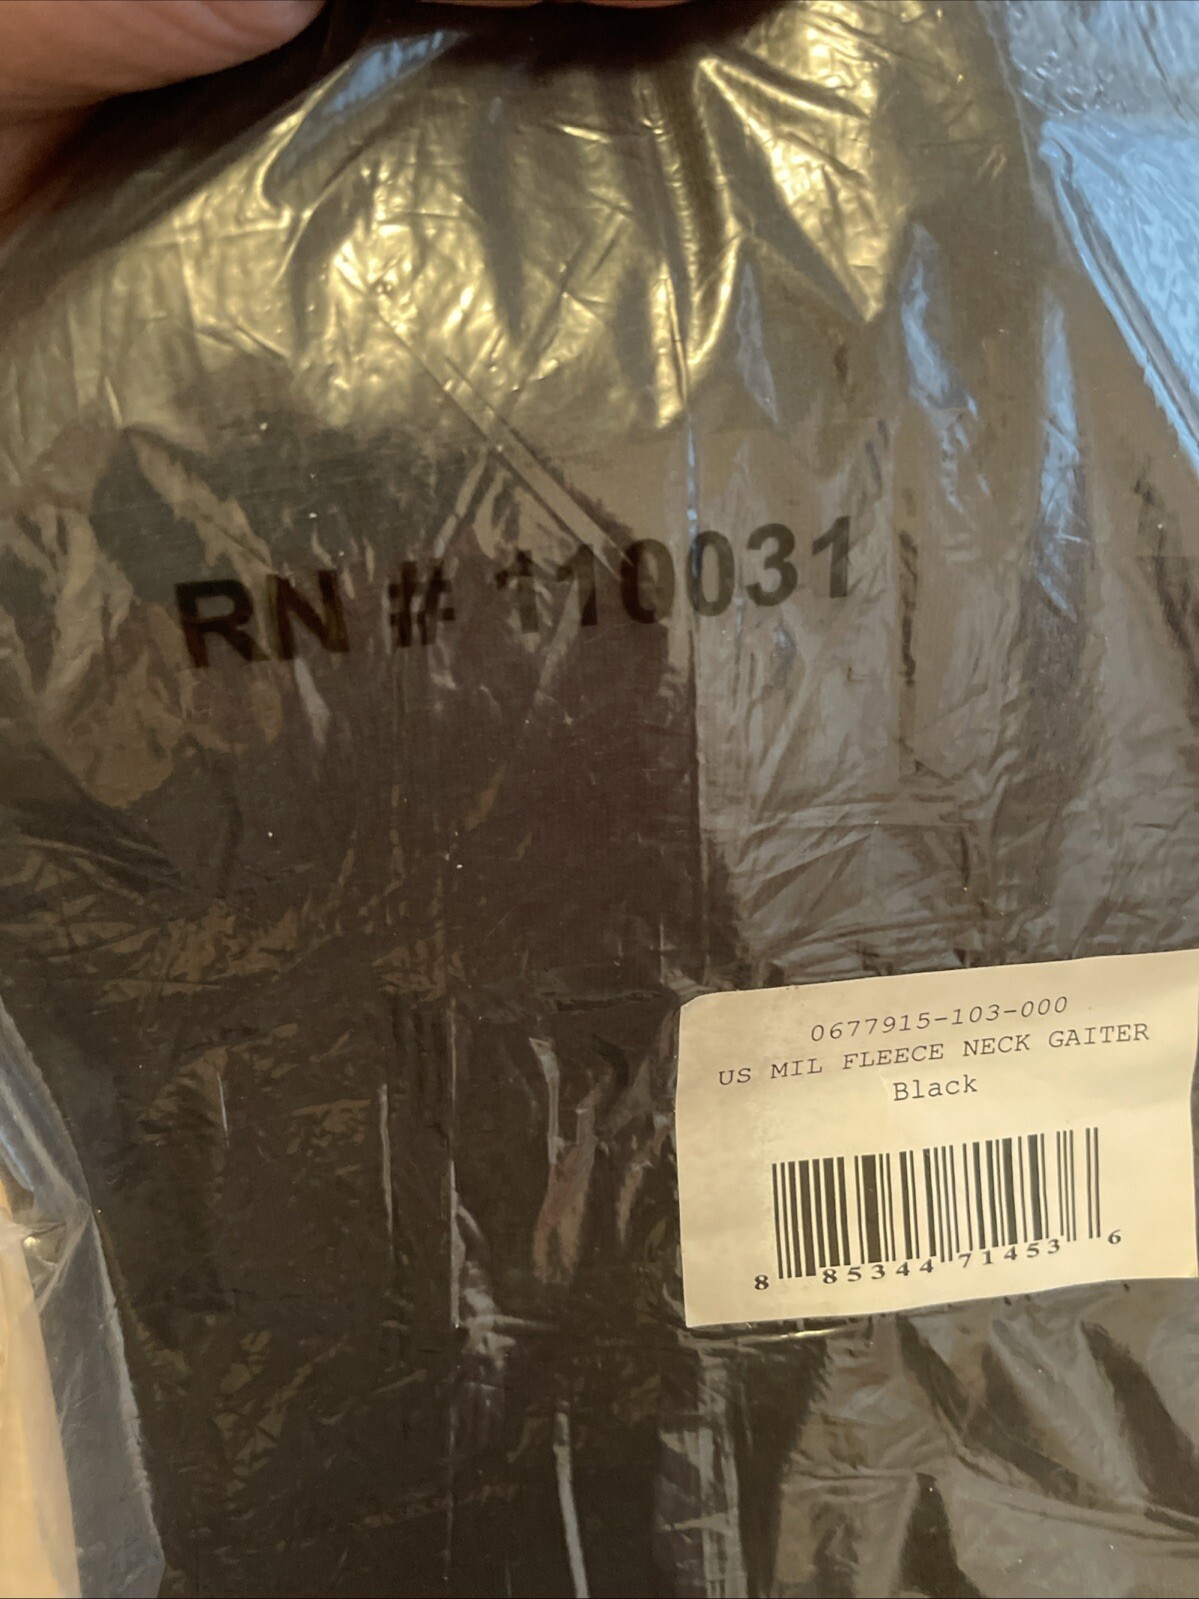 RN # 110031
0677915-103-000
US MIL FLEECE NECK GAITER
Black
8 85344 71453 6